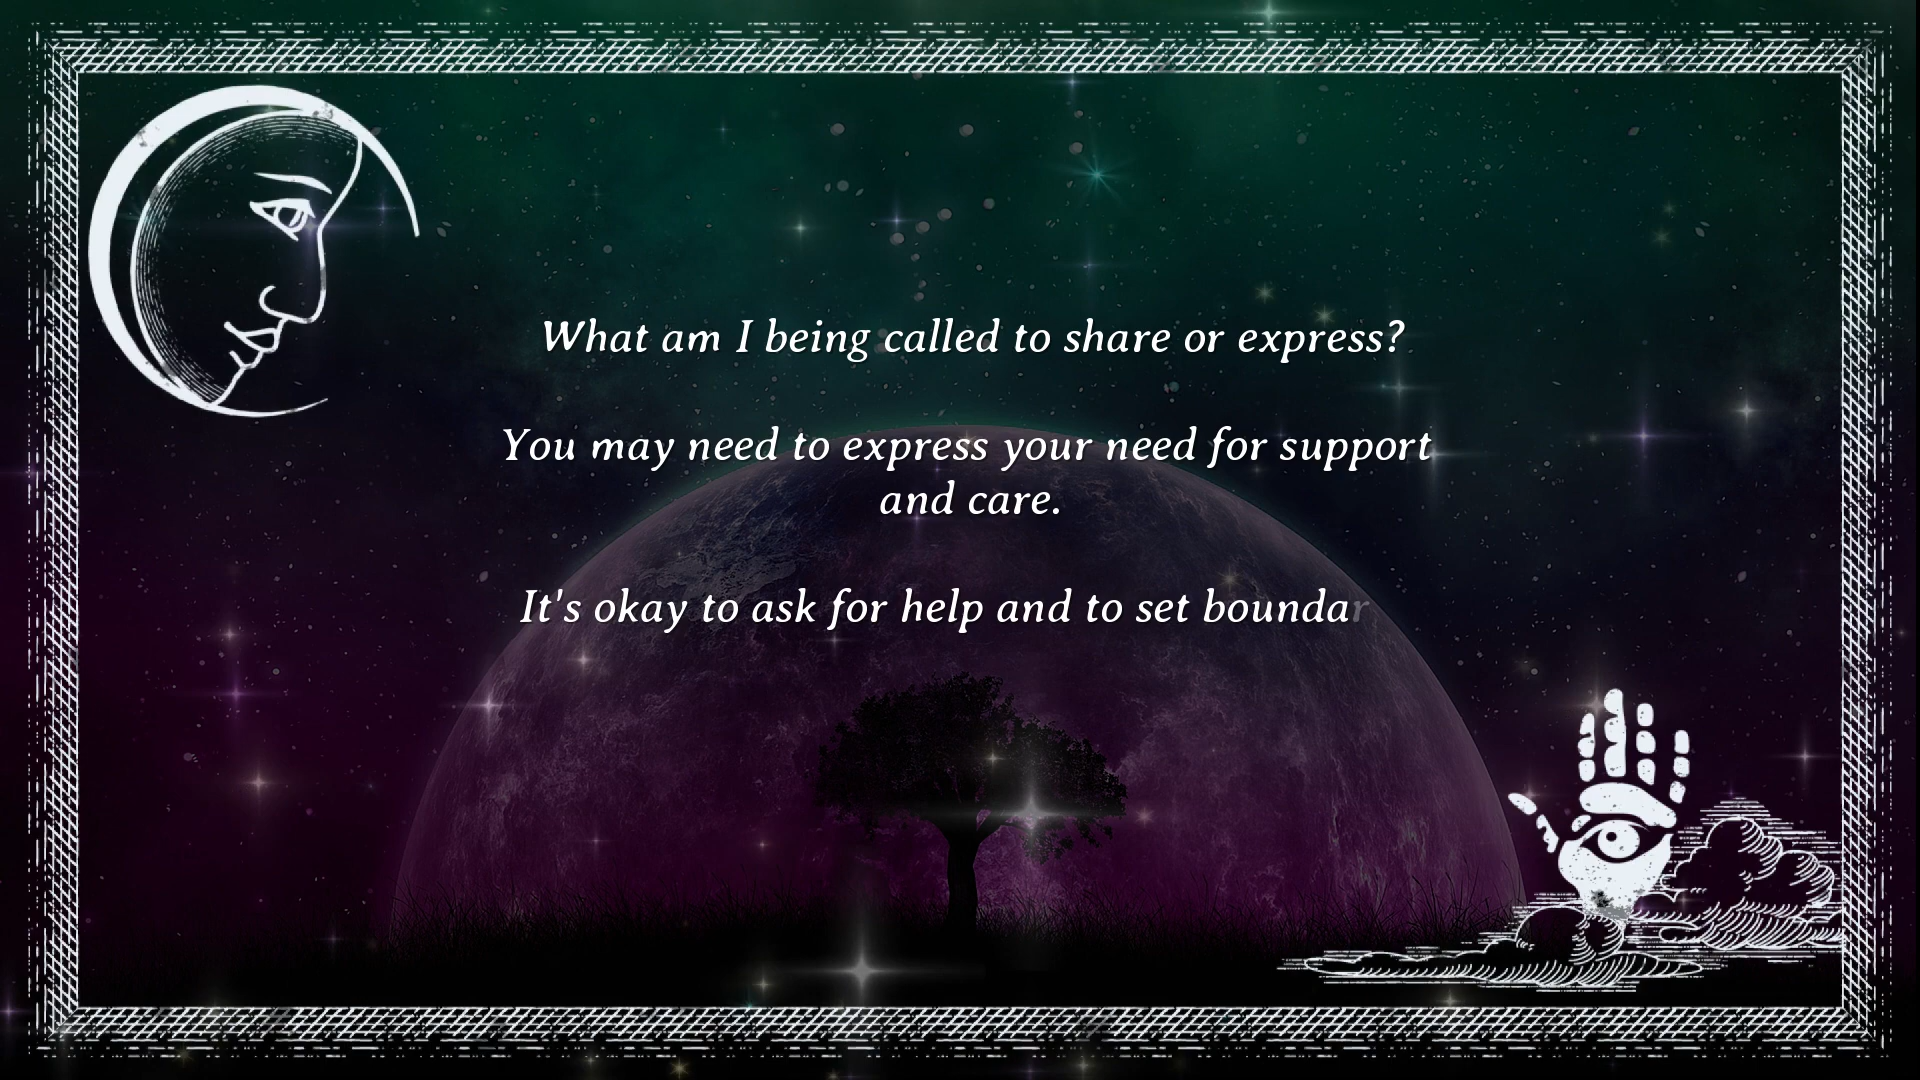 What am I being called to share or express?
You may need to express your need for support
and care.
It's okay to ask for help and to set boundar